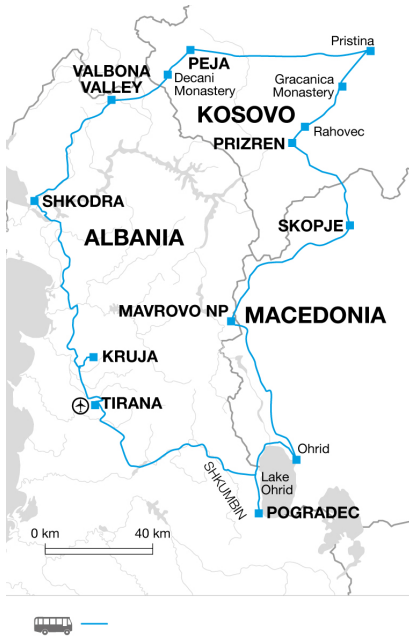 Pristina
PEJA
VALBONA
VALLEY
Decani
Monastery
Gracanica
Monastery
KOSOVO
Rahovec
PRIZREN
SHKODRA
SKOPJE
ALBANIA
MAVROVO NP
MACEDONIA
KRUJA
TIRANA
Ohrid
SHKUMBIN
Lake
Ohrid
POGRADEC
0 km
40 km